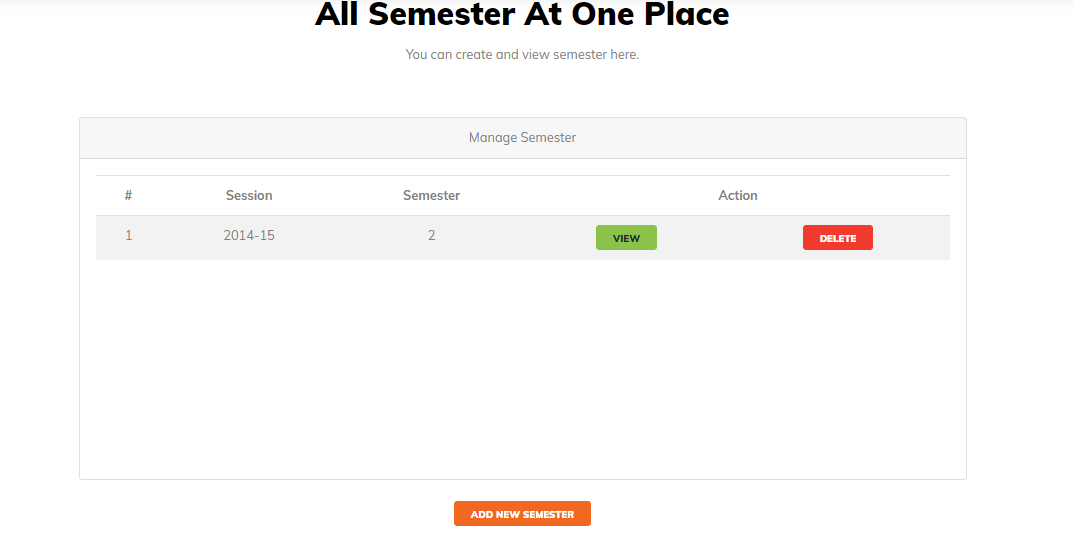 All Semester At One Place
You can create and view semester here.
Manage Semester
# Session Semester Action
1 2014-15 2 VIEW DELETE
ADD NEW SEMESTER